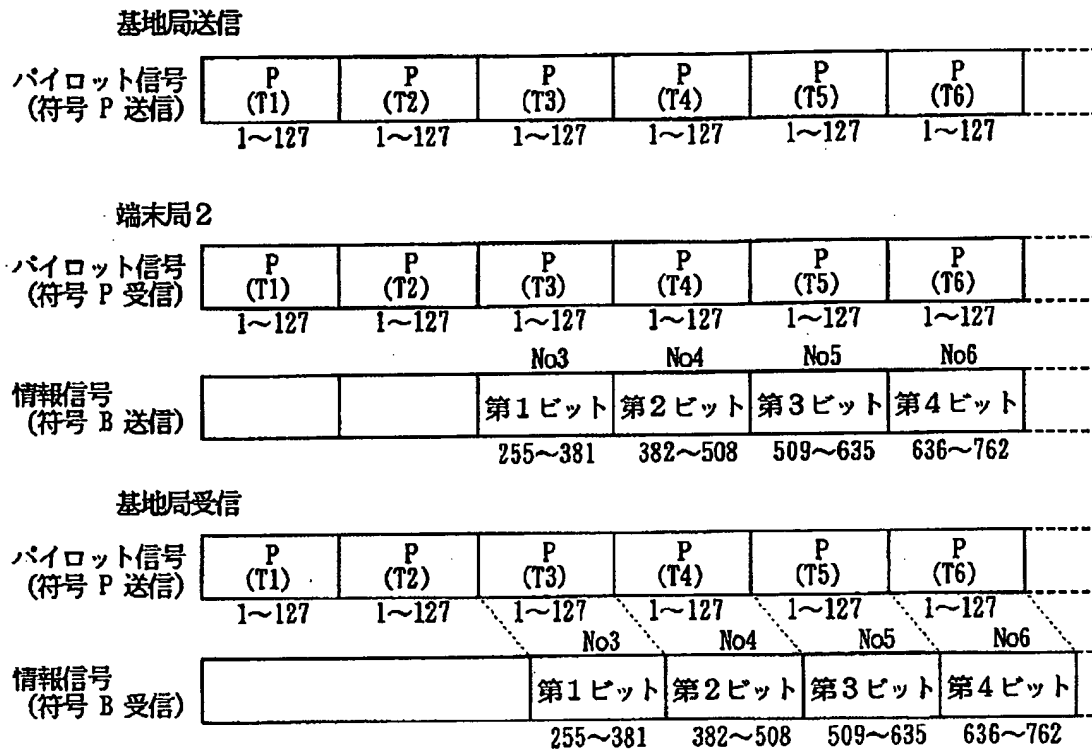 基地局送信
パイロット信号
(符号 P 送信)
P P P P P P
(T1) (T2) (T3) (T4) (T5) (T6)
1～127 1～127 1～127 1～127 1～127 1～127
端末局2
パイロット信号
(符号 P 受信)
P P P P P P
(T1) (T2) (T3) (T4) (T5) (T6)
1～127 1～127 1～127 1～127 1～127 1～127
No3 No4 No5 No6
情報信号
(符号 B 送信)
第1ビット 第2ビット 第3ビット 第4ビット
255～381 382～508 509～635 636～762
基地局受信
パイロット信号
(符号 P 送信)
P P P P P P
(T1) (T2) (T3) (T4) (T5) (T6)
1～127 1～127 1～127 1～127 1～127 1～127
No3 No4 No5 No6
情報信号
(符号 B 受信)
第1ビット 第2ビット 第3ビット 第4ビット
255～381 382～508 509～635 636～762